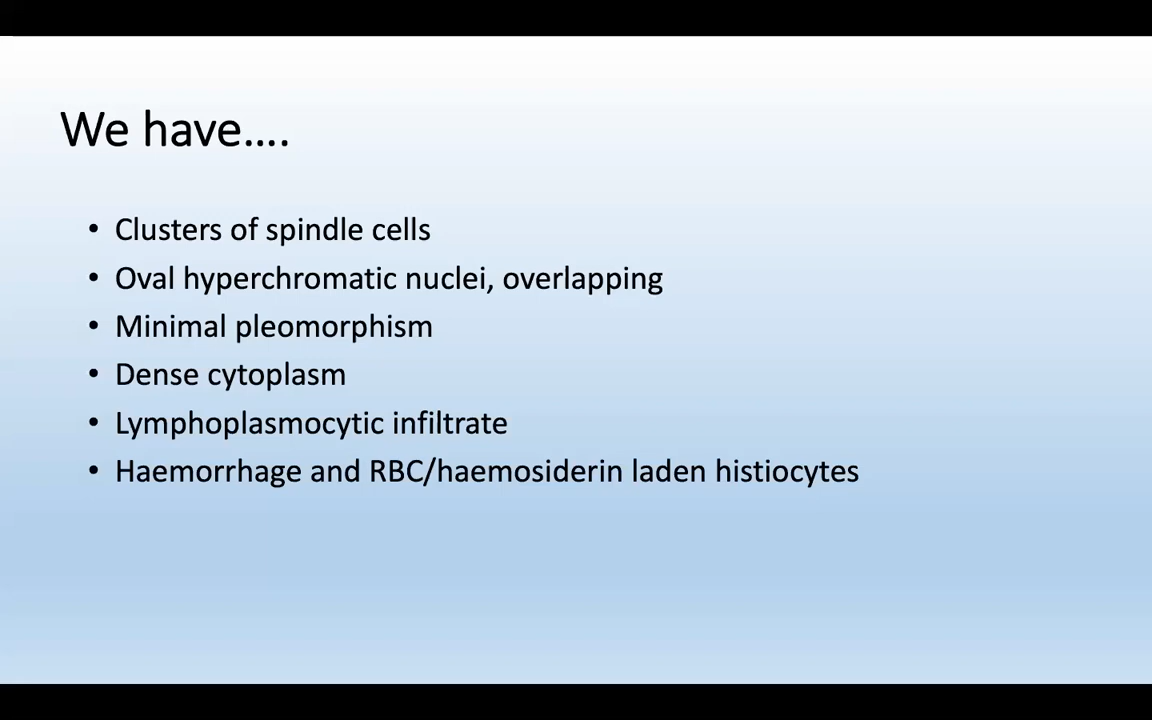 We have....
• Clusters of spindle cells
• Oval hyperchromatic nuclei, overlapping
• Minimal pleomorphism
• Dense cytoplasm
• Lymphoplasmocytic infiltrate
• Haemorrhage and RBC/haemosiderin laden histiocytes